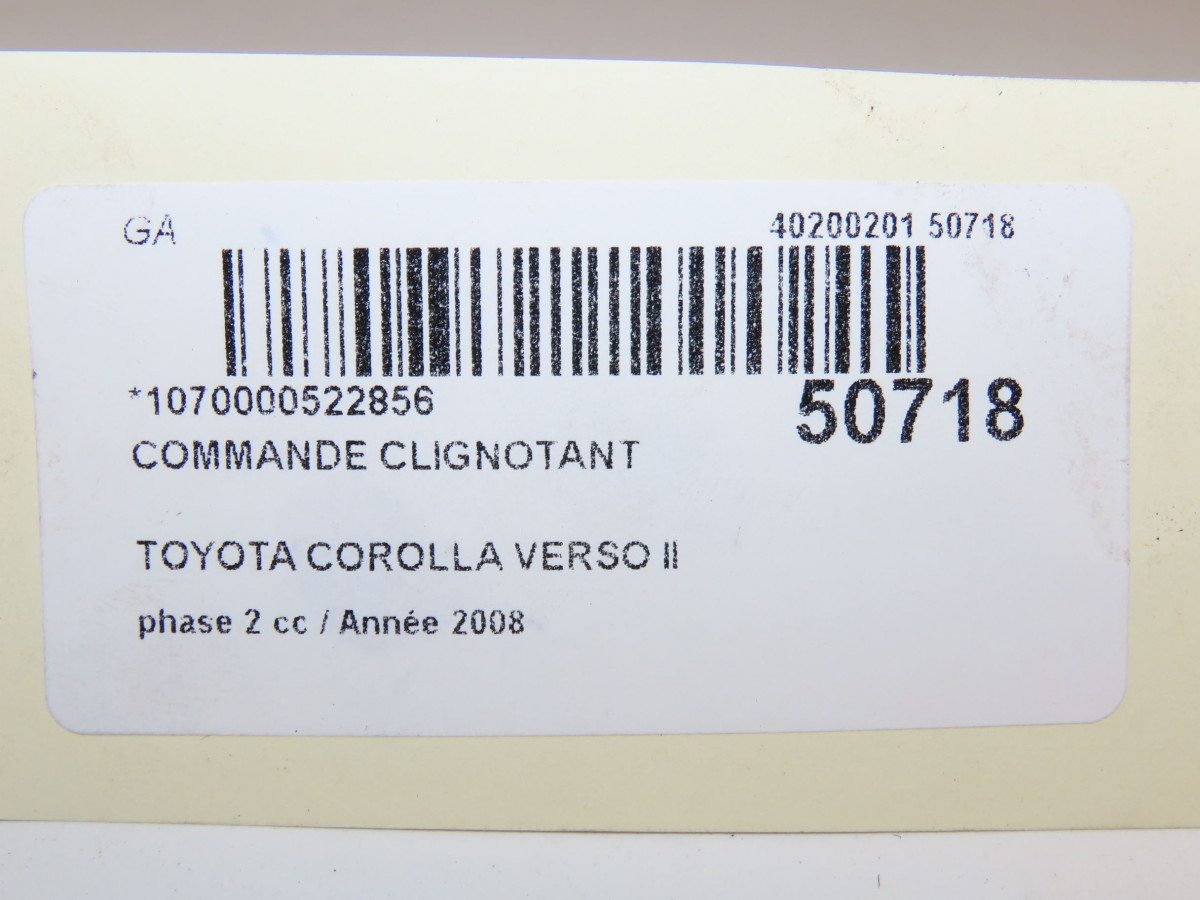 GA 40200201 50718
*1070000522856 50718
COMMANDE CLIGNOTANT
TOYOTA COROLLA VERSO II
phase 2 cc / Année 2008